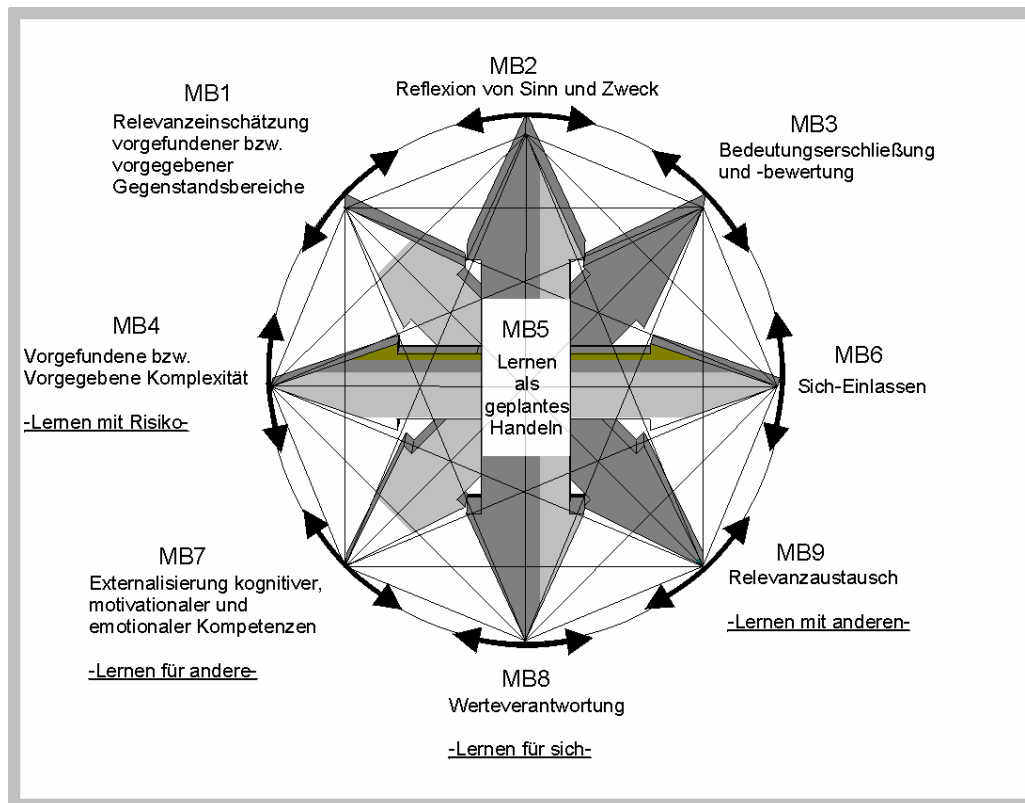 MB1
Relevanzeinschätzung
vorgefundener bzw.
vorgegebener
Gegenstandsbereiche
MB2
Reflexion von Sinn und Zweck
MB3
Bedeutungserschließung
und -bewertung
MB4
Vorgefundene bzw.
Vorgegebene Komplexität
-Lernen mit Risiko-
MB5
Lernen
als
geplantes
Handeln
MB6
Sich-Einlassen
MB7
Externalisierung kognitiver,
motivationaler und
emotionaler Kompetenzen
-Lernen für andere-
MB8
Werteverantwortung
-Lernen für sich-
MB9
Relevanzaustausch
-Lernen mit anderen-